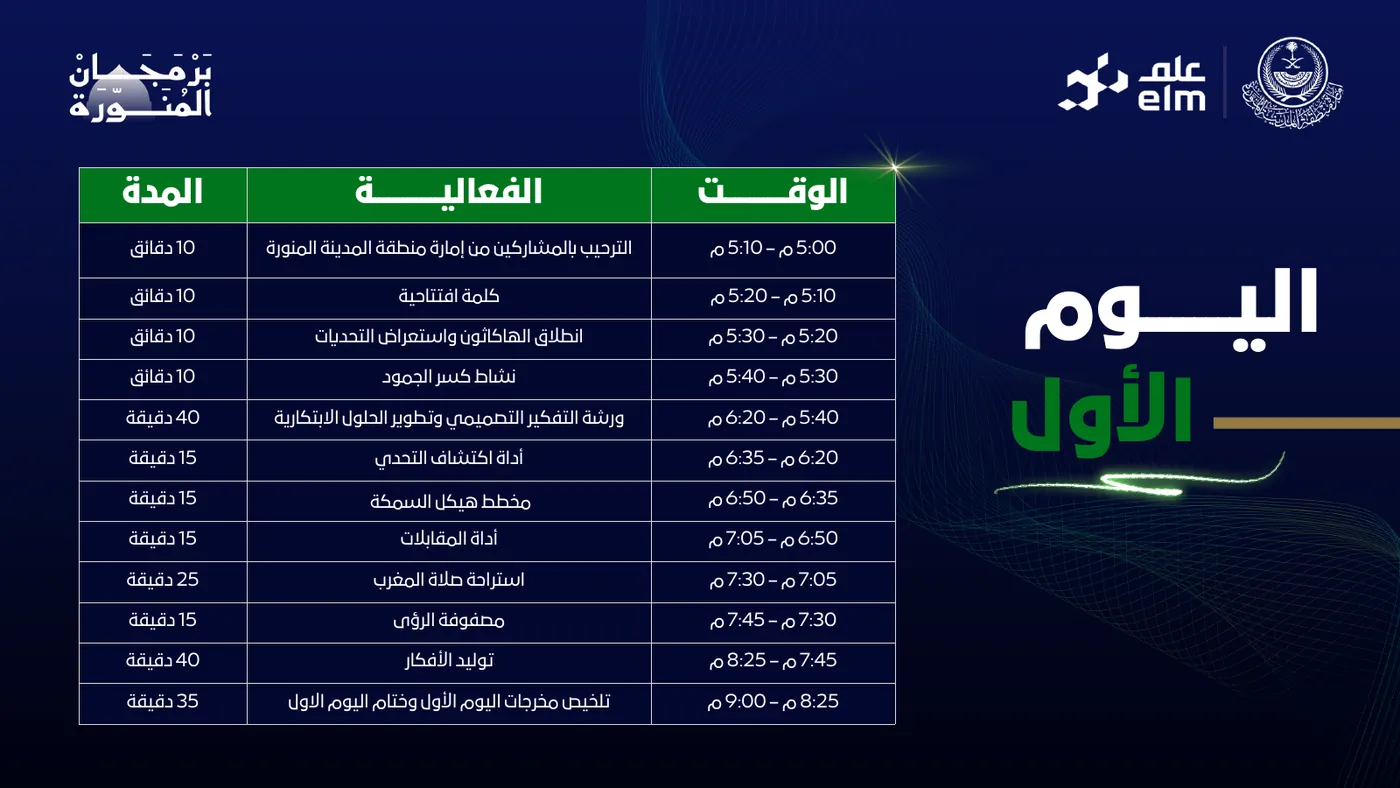 بَرْمَجَــانْ
المُنَــوَّرَة
علم
elm
اليـــوم
الأول
الوقــــت الفعاليــــة المدة
5:00 م – 5:10 م الترحيب بالمشاركين من إمارة منطقة المدينة المنورة 10 دقائق
5:10 م – 5:20 م كلمة افتتاحية 10 دقائق
5:20 م – 5:30 م انطلاق الهاكاثون واستعراض التحديات 10 دقائق
5:30 م – 5:40 م نشاط كسر الجمود 10 دقائق
5:40 م – 6:20 م ورشة التفكير التصميمي وتطوير الحلول الابتكارية 40 دقيقة
6:20 م – 6:35 م أداة اكتشاف التحدي 15 دقيقة
6:35 م – 6:50 م مخطط هيكل السمكة 15 دقيقة
6:50 م – 7:05 م أداة المقابلات 15 دقيقة
7:05 م – 7:30 م استراحة صلاة المغرب 25 دقيقة
7:30 م – 7:45 م مصفوفة الرؤى 15 دقيقة
7:45 م – 8:25 م توليد الأفكار 40 دقيقة
8:25 م – 9:00 م تلخيص مخرجات اليوم الأول وختام اليوم الاول 35 دقيقة